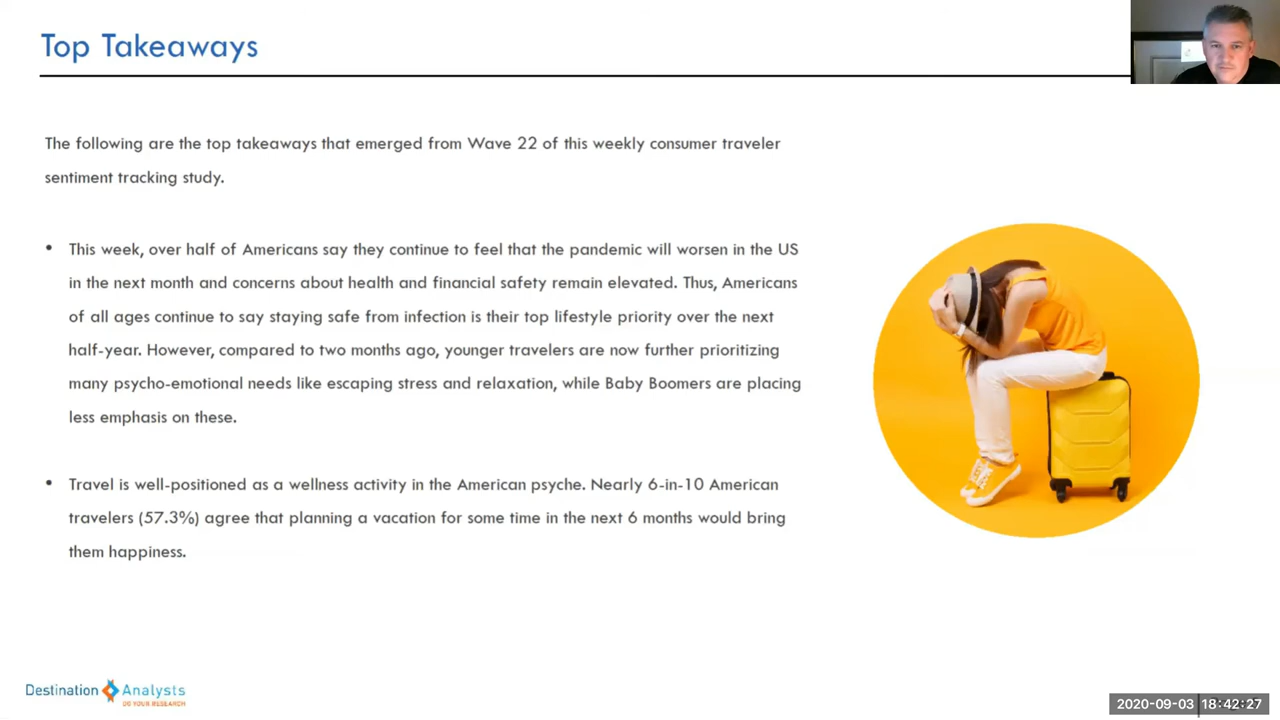 Top Takeaways
The following are the top takeaways that emerged from Wave 22 of this weekly consumer traveler
sentiment tracking study.
• This week, over half of Americans say they continue to feel that the pandemic will worsen in the US
in the next month and concerns about health and financial safety remain elevated. Thus, Americans
of all ages continue to say staying safe from infection is their top lifestyle priority over the next
half-year. However, compared to two months ago, younger travelers are now further prioritizing
many psycho-emotional needs like escaping stress and relaxation, while Baby Boomers are placing
less emphasis on these.
• Travel is well-positioned as a wellness activity in the American psyche. Nearly 6-in-10 American
travelers (57.3%) agree that planning a vacation for some time in the next 6 months would bring
them happiness.
Destination Analysts
DO YOUR RESEARCH
2020-09-03 18:42:27